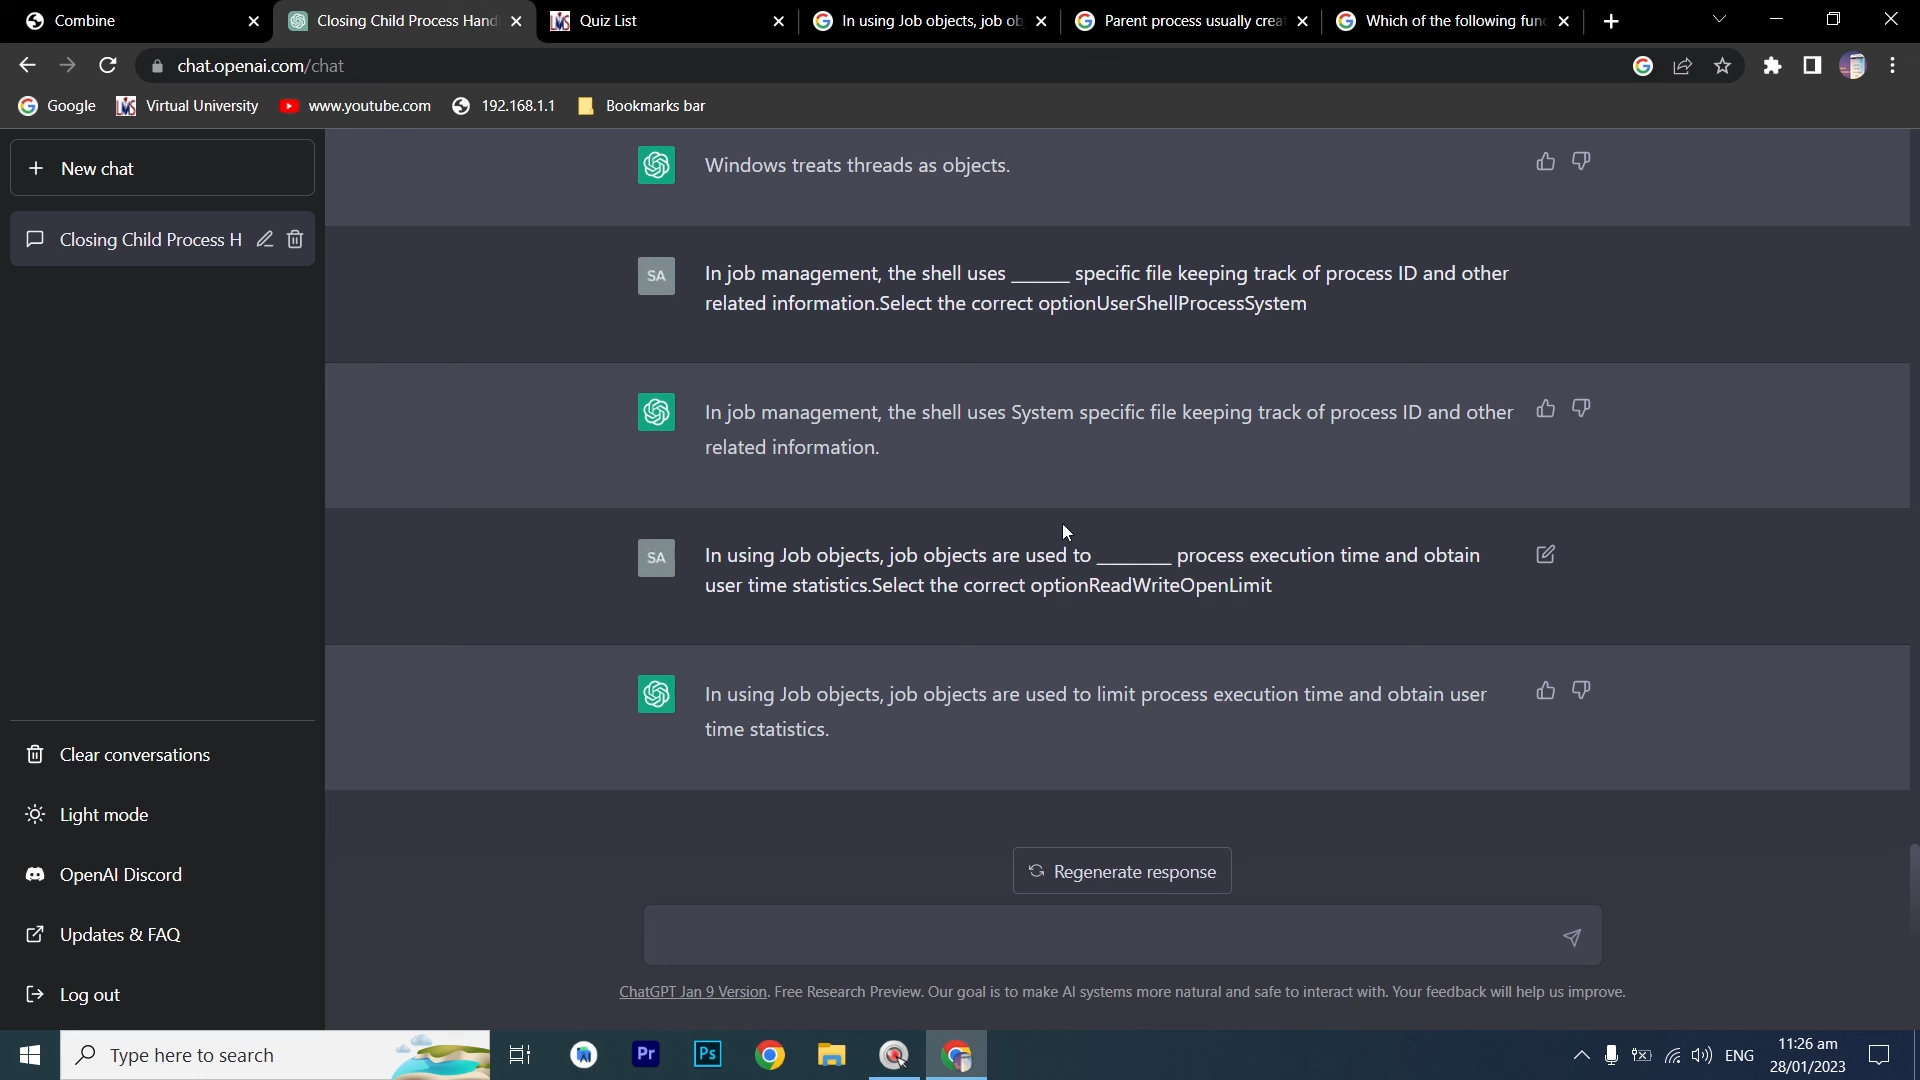 Combine
Closing Child Process Hand
Quiz List
In using Job objects, job ob
Parent process usually crea
Which of the following fun
chat.openai.com/chat
Google
Virtual University
www.youtube.com
192.168.1.1
Bookmarks bar
New chat
Closing Child Process H
Windows treats threads as objects.
SA
In job management, the shell uses ______ specific file keeping track of process ID and other
related information.Select the correct optionUserShellProcessSystem
In job management, the shell uses System specific file keeping track of process ID and other
related information.
SA
In using Job objects, job objects are used to ________ process execution time and obtain
user time statistics.Select the correct optionReadWriteOpenLimit
In using Job objects, job objects are used to limit process execution time and obtain user
time statistics.
Clear conversations
Light mode
OpenAI Discord
Updates & FAQ
Log out
Regenerate response
ChatGPT Jan 9 Version. Free Research Preview. Our goal is to make AI systems more natural and safe to interact with. Your feedback will help us improve.
Type here to search
Pr
Ps
ENG
11:26 am
28/01/2023